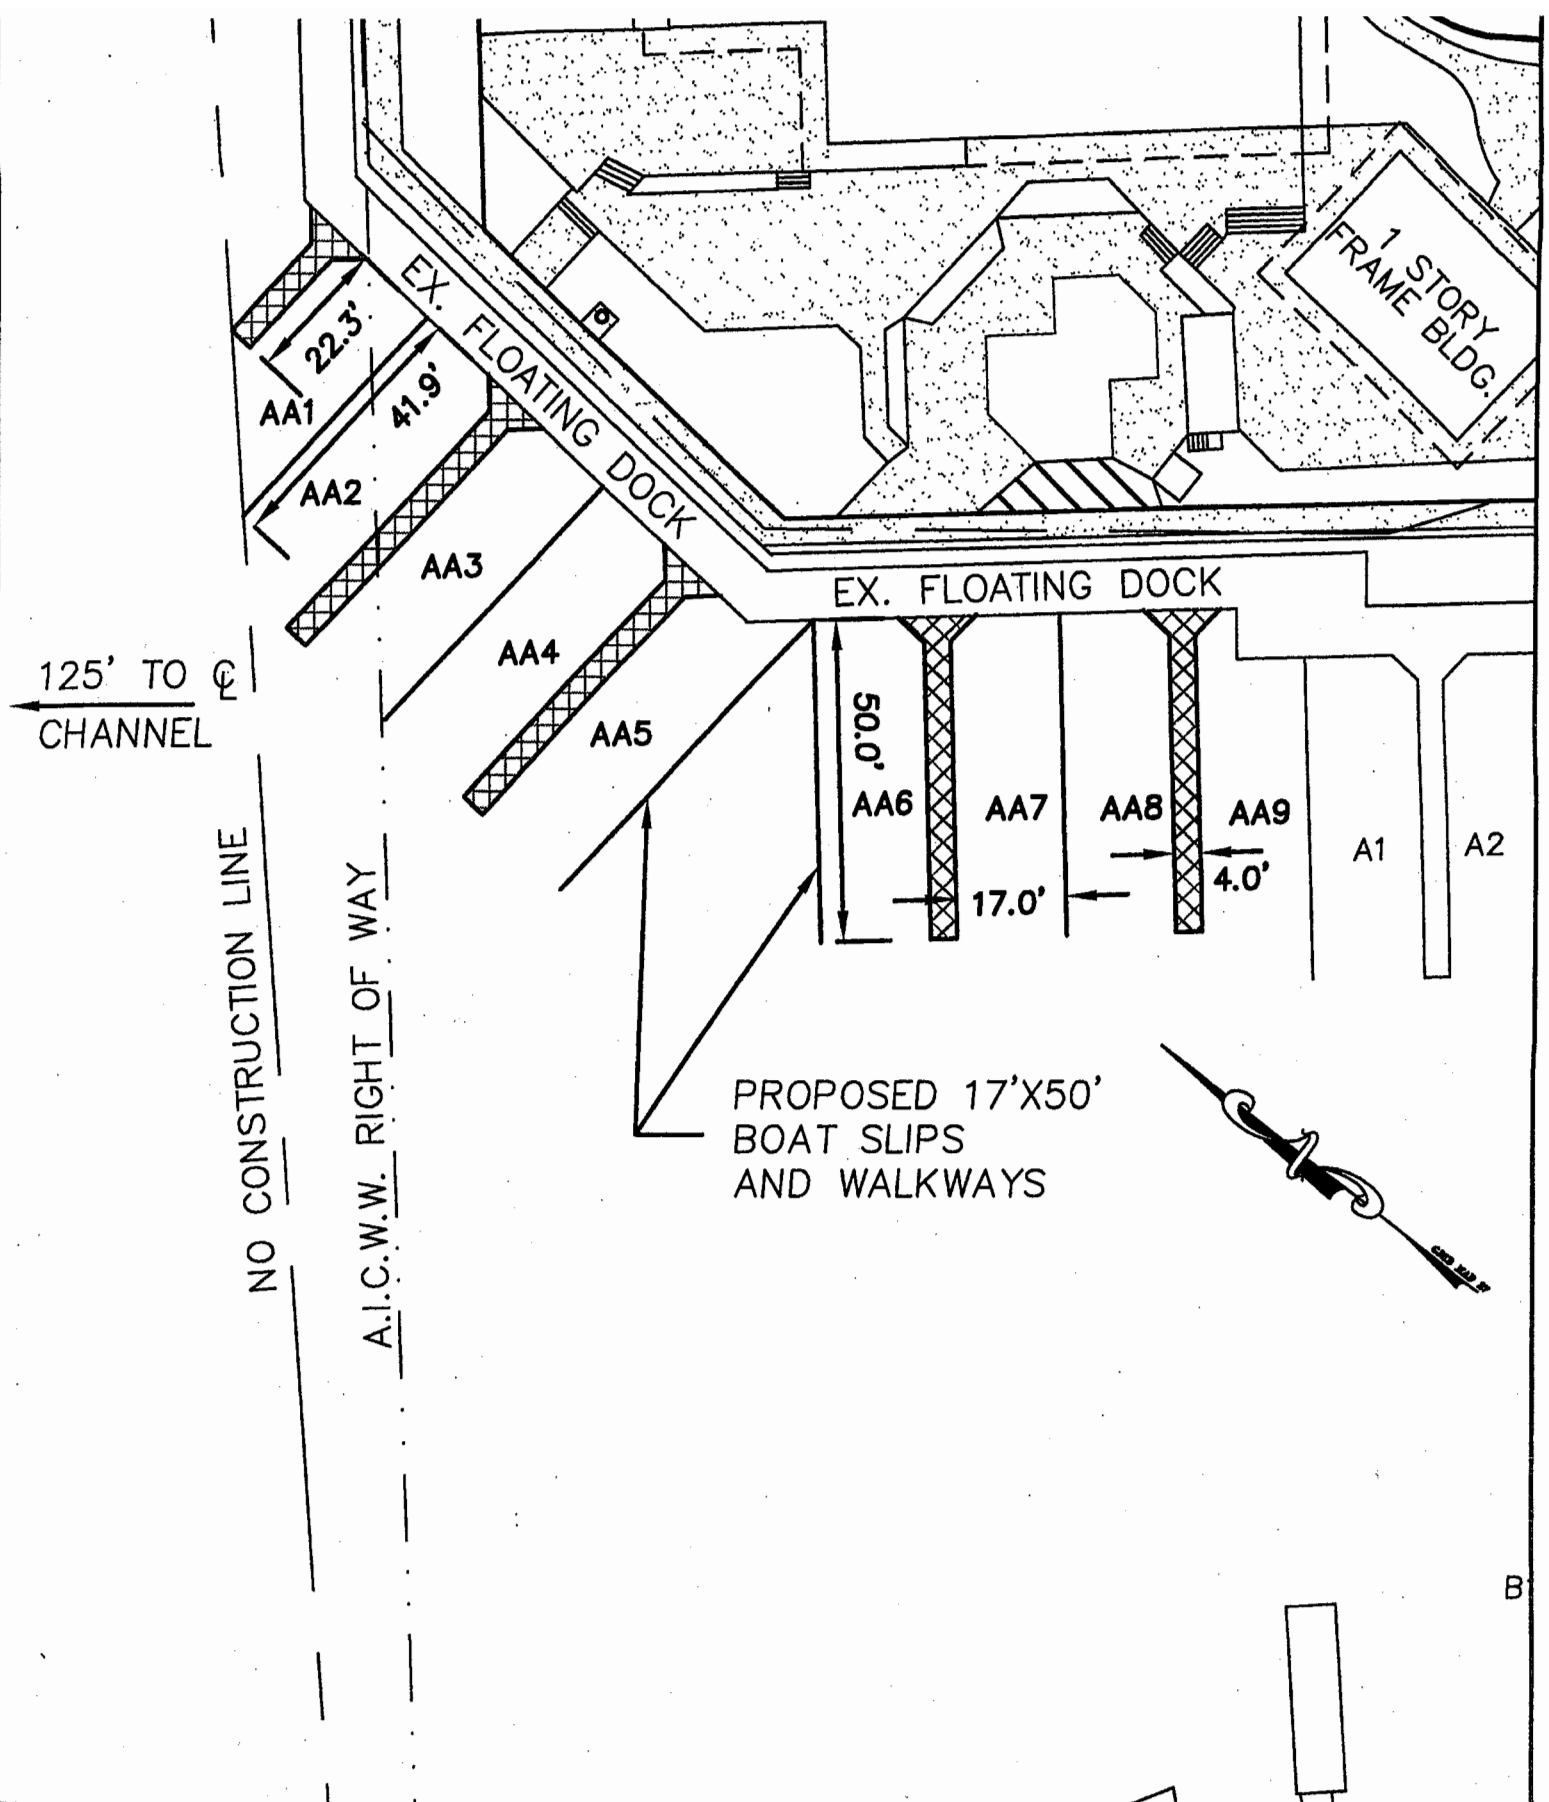 1 STORY
FRAME BLDG.
EX. FLOATING DOCK
22.3'
41.9'
AA1
AA2
AA3
AA4
AA5
EX. FLOATING DOCK
50.0'
AA6
AA7
AA8
AA9
A1
A2
17.0'
4.0'
125' TO ℄
CHANNEL
NO CONSTRUCTION LINE
A.I.C.W.W. RIGHT OF WAY
PROPOSED 17'X50'
BOAT SLIPS
AND WALKWAYS
B